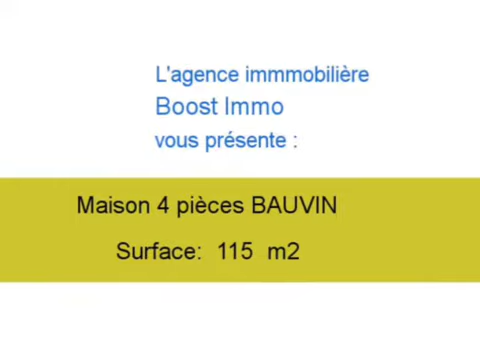 L'agence immmobilière
Boost Immo
vous présente :
Maison 4 pièces BAUVIN
Surface: 115 m2